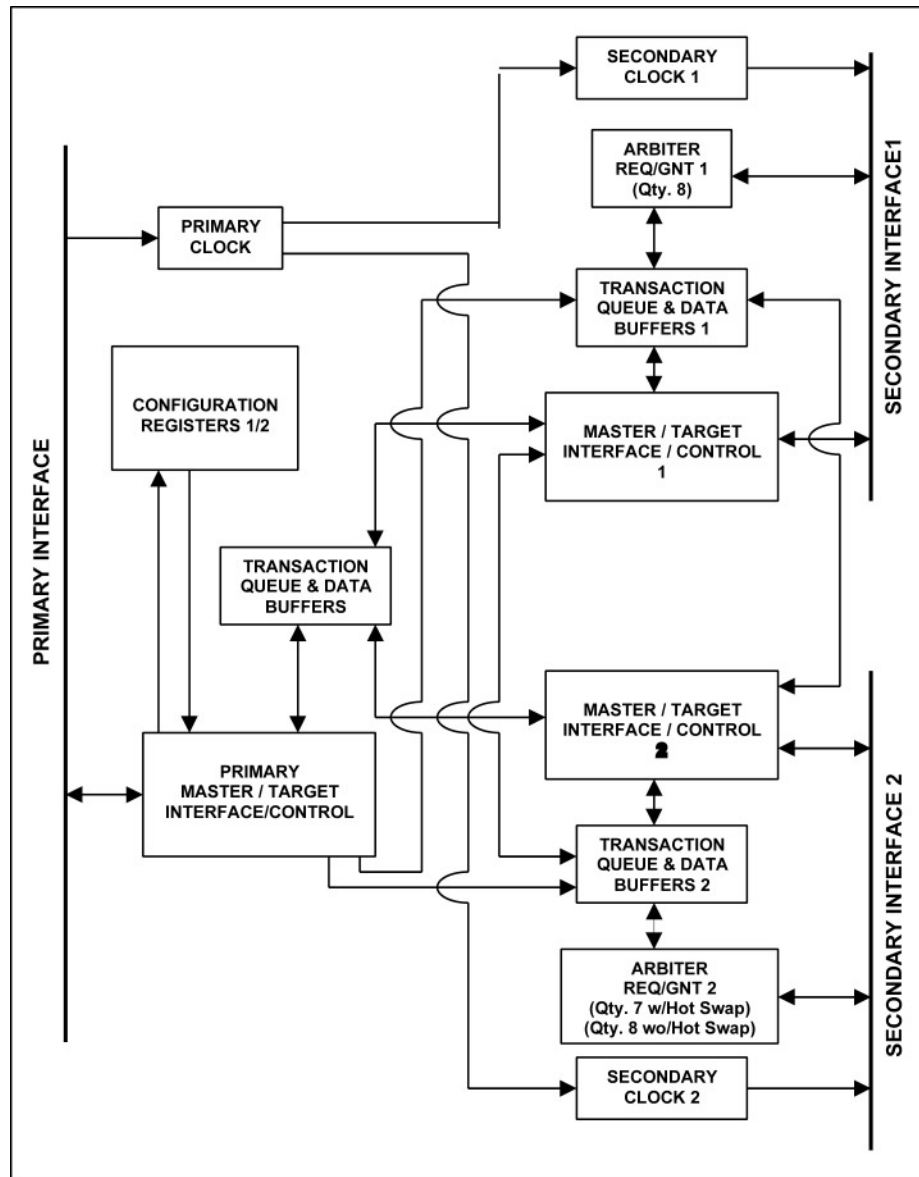 SECONDARY
CLOCK 1
ARBITER
REQ/GNT 1
(Qty. 8)
SECONDARY INTERFACE1
PRIMARY
CLOCK
TRANSACTION
QUEUE & DATA
BUFFERS 1
CONFIGURATION
REGISTERS 1/2
MASTER / TARGET
INTERFACE / CONTROL
1
PRIMARY INTERFACE
TRANSACTION
QUEUE & DATA
BUFFERS
MASTER / TARGET
INTERFACE / CONTROL
2
PRIMARY
MASTER / TARGET
INTERFACE/CONTROL
TRANSACTION
QUEUE & DATA
BUFFERS 2
SECONDARY INTERFACE 2
ARBITER
REQ/GNT 2
(Qty. 7 w/Hot Swap)
(Qty. 8 wo/Hot Swap)
SECONDARY
CLOCK 2